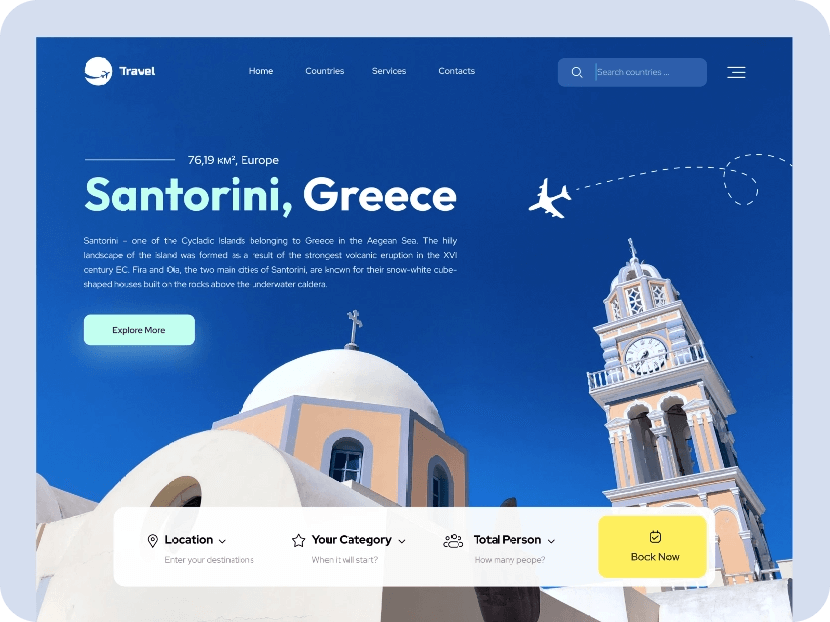 Travel
Home Countries Services Contacts
Search countries ...
76,19 км², Europe
Santorini, Greece
Santorini – one of the Cycladic Islands belonging to Greece in the Aegean Sea. The hilly
landscape of the island was formed as a result of the strongest volcanic eruption in the XVI
century EC. Fira and Oia, the two main cities of Santorini, are known for their snow-white cube-
shaped houses built on the rocks above the underwater caldera.
Explore More
Location
Enter your destinations
Your Category
When it will start?
Total Person
How many peope?
Book Now